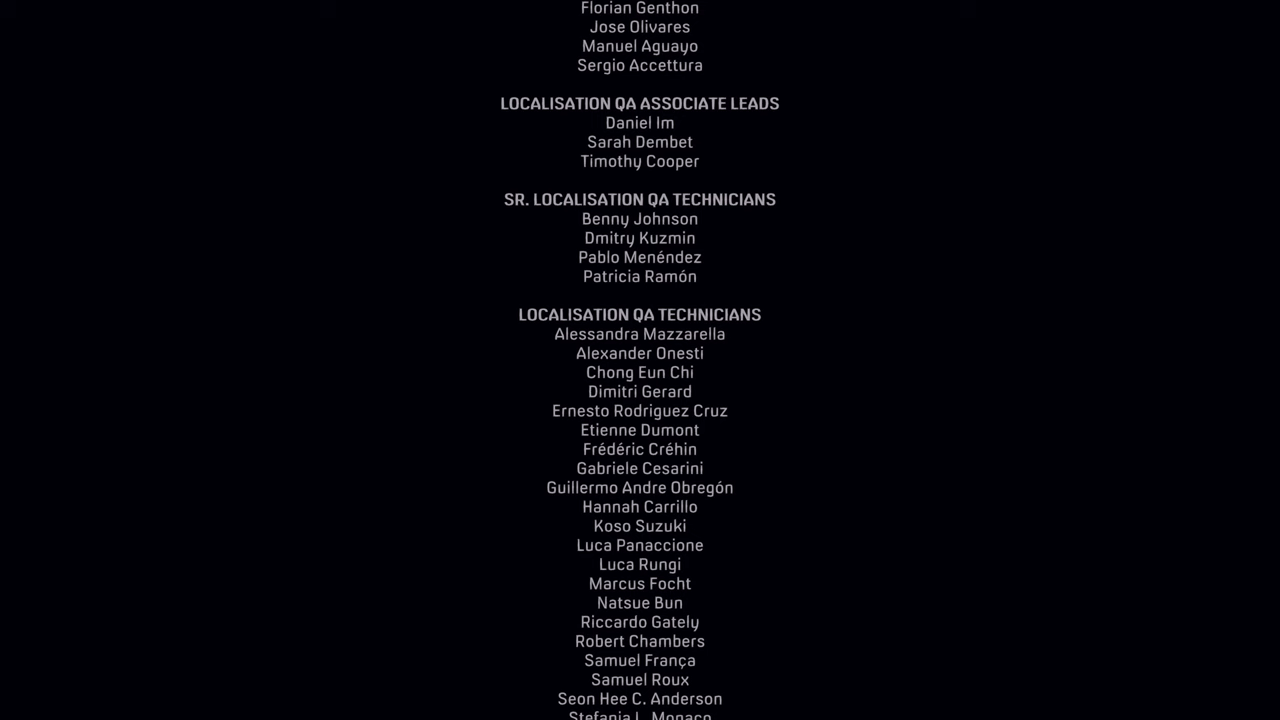 Florian Genthon
Jose Olivares
Manuel Aguayo
Sergio Accettura
LOCALISATION QA ASSOCIATE LEADS
Daniel Im
Sarah Dembet
Timothy Cooper
SR. LOCALISATION QA TECHNICIANS
Benny Johnson
Dmitry Kuzmin
Pablo Menéndez
Patricia Ramón
LOCALISATION QA TECHNICIANS
Alessandra Mazzarella
Alexander Onesti
Chong Eun Chi
Dimitri Gerard
Ernesto Rodriguez Cruz
Etienne Dumont
Frédéric Créhin
Gabriele Cesarini
Guillermo Andre Obregón
Hannah Carrillo
Koso Suzuki
Luca Panaccione
Luca Rungi
Marcus Focht
Natsue Bun
Riccardo Gately
Robert Chambers
Samuel França
Samuel Roux
Seon Hee C. Anderson
Stefania L. Monaco